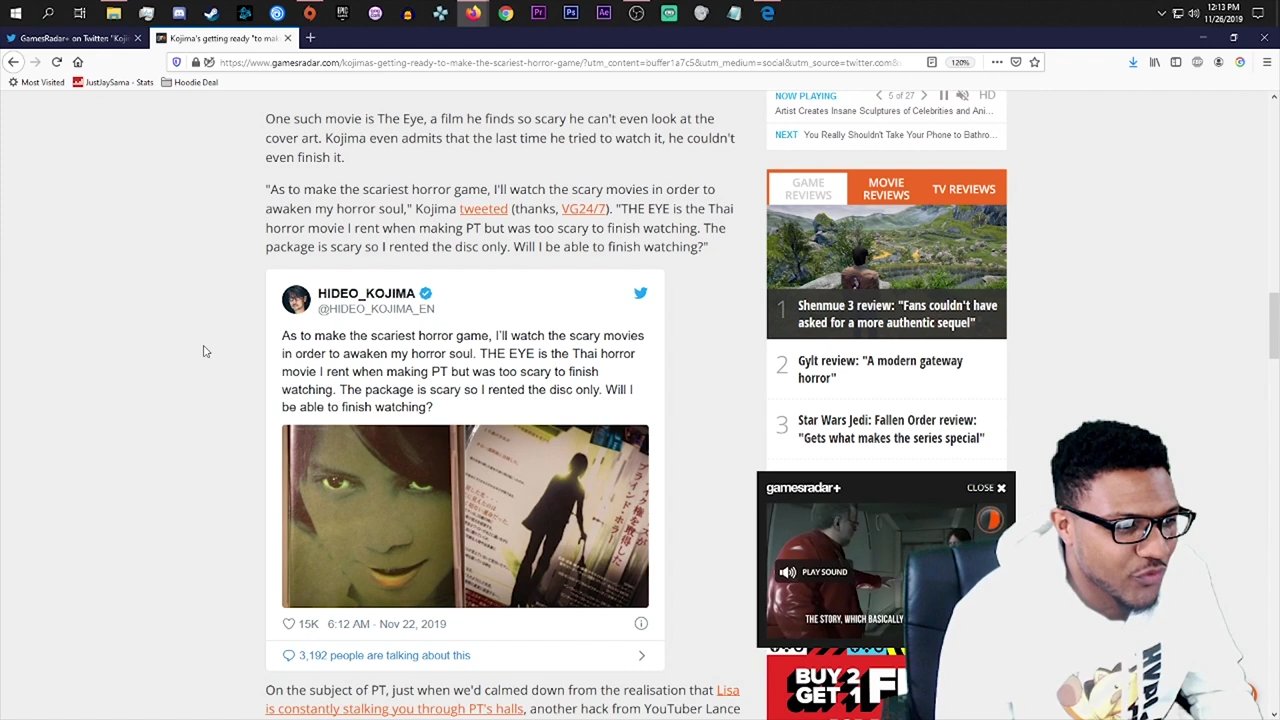 12:13 PM
11/26/2019
GamesRadar+ on Twitter: "Koji
Kojima's getting ready "to mak
https://www.gamesradar.com/kojimas-getting-ready-to-make-the-scariest-horror-game/?utm_content=buffer1a7c5&utm_medium=social&utm_source=twitter.com&
120%
Most Visited
JustJaySama - Stats
Hoodie Deal
One such movie is The Eye, a film he finds so scary he can't even look at the
cover art. Kojima even admits that the last time he tried to watch it, he couldn't
even finish it.
"As to make the scariest horror game, I'll watch the scary movies in order to
awaken my horror soul," Kojima tweeted (thanks, VG24/7). "THE EYE is the Thai
horror movie I rent when making PT but was too scary to finish watching. The
package is scary so I rented the disc only. Will I be able to finish watching?"
HIDEO_KOJIMA
@HIDEO_KOJIMA_EN
As to make the scariest horror game, I'll watch the scary movies
in order to awaken my horror soul. THE EYE is the Thai horror
movie I rent when making PT but was too scary to finish
watching. The package is scary so I rented the disc only. Will I
be able to finish watching?
15K 6:12 AM - Nov 22, 2019
3,192 people are talking about this
On the subject of PT, just when we'd calmed down from the realisation that Lisa
is constantly stalking you through PT's halls, another hack from YouTuber Lance
NOW PLAYING
5 of 27
HD
Artist Creates Insane Sculptures of Celebrities and Ani...
NEXT You Really Shouldn't Take Your Phone to Bathro...
GAME
REVIEWS
MOVIE
REVIEWS
TV REVIEWS
1 Shenmue 3 review: "Fans couldn't have
asked for a more authentic sequel"
2 Gylt review: "A modern gateway
horror"
3 Star Wars Jedi: Fallen Order review:
"Gets what makes the series special"
gamesradar+
CLOSE
PLAY SOUND
THE STORY, WHICH BASICALLY
BUY 2
GET 1